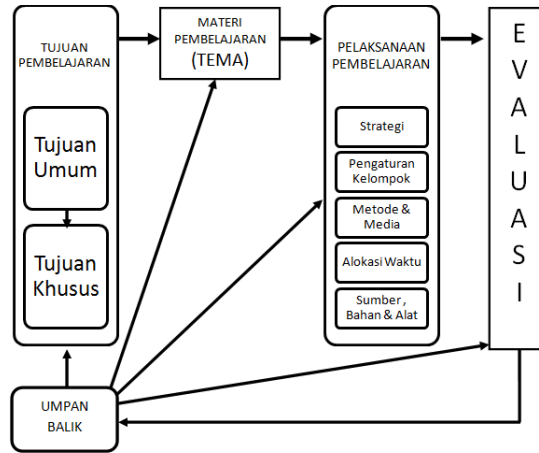 TUJUAN
PEMBELAJARAN
Tujuan
Umum
Tujuan
Khusus
MATERI
PEMBELAJARAN
(TEMA)
PELAKSANAAN
PEMBELAJARAN
Strategi
Pengaturan
Kelompok
Metode &
Media
Alokasi Waktu
Sumber ,
Bahan & Alat
E
V
A
L
U
A
S
I
UMPAN
BALIK